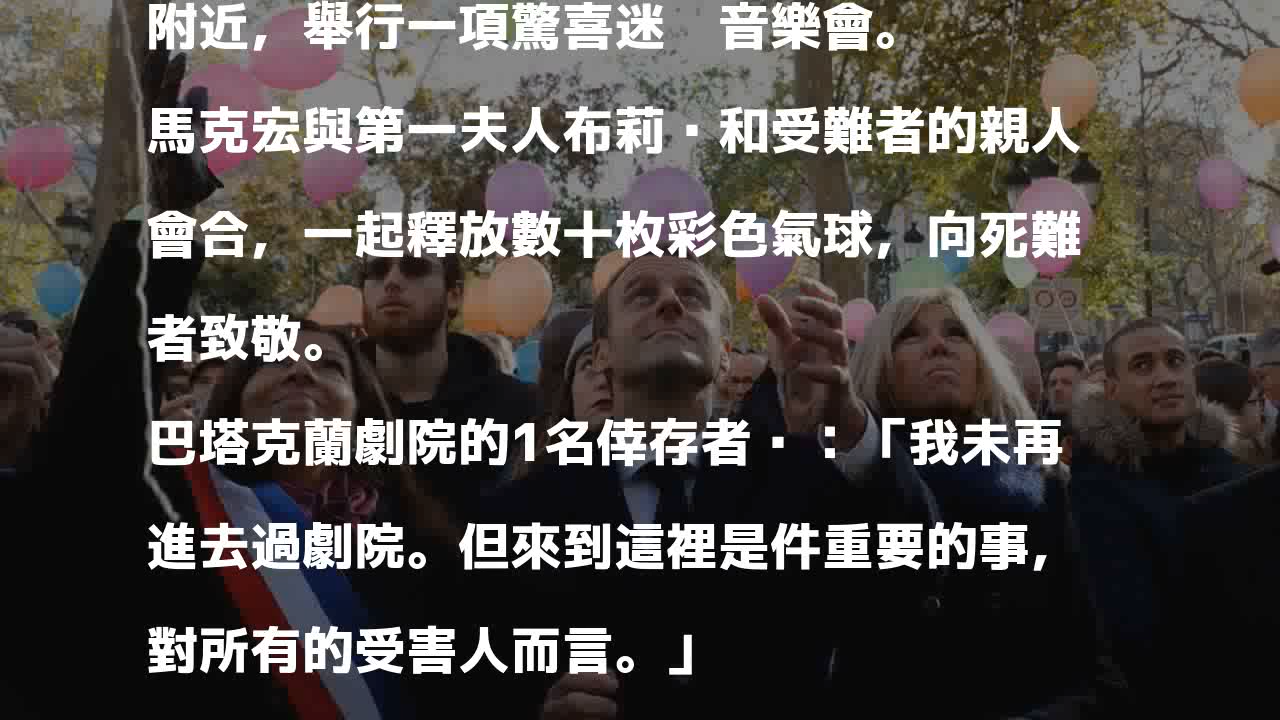 附近，舉行一項驚喜迷　音樂會。
馬克宏與第一夫人布莉▪和受難者的親人
會合，一起釋放數十枚彩色氣球，向死難
者致敬。
巴塔克蘭劇院的1名倖存者▪：「我未再
進去過劇院。但來到這裡是件重要的事，
對所有的受害人而言。」